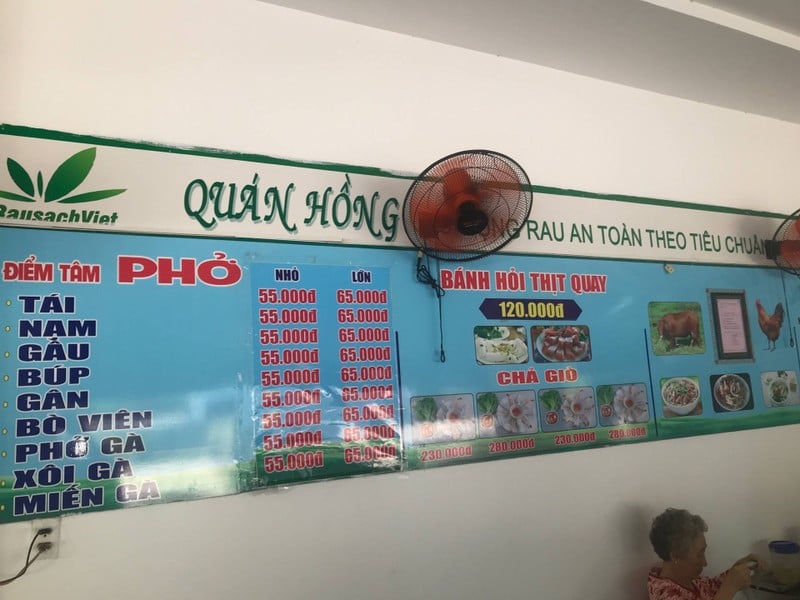 RausachViet
QUÁN HỒNG
RAU AN TOÀN THEO TIÊU CHUẨN
ĐIỂM TÂM PHỞ
NHỎ LỚN
TÁI
NẠM
GẦU
BÚP
GÂN
BÒ VIÊN
PHỞ GÀ
XÔI GÀ
MIẾN GÀ
55.000đ 65.000đ
55.000đ 65.000đ
55.000đ 65.000đ
55.000đ 65.000đ
55.000đ 65.000đ
55.000đ 65.000đ
55.000đ 65.000đ
55.000đ 65.000đ
55.000đ 65.000đ
BÁNH HỎI THỊT QUAY
120.000đ
CHẢ GIÒ
230.000đ 280.000đ 230.000đ 280.000đ